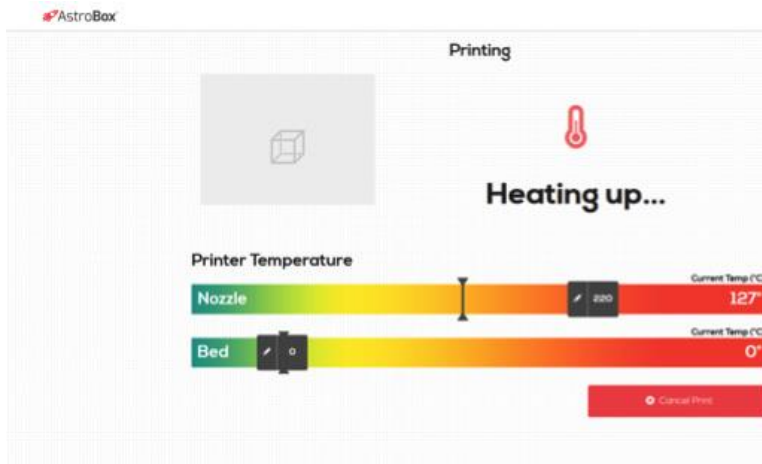 AstroBox
Printing
Heating up...
Printer Temperature
Current Temp (°C
Nozzle
220
127°
Current Temp (°C
Bed
0
0°
Cancel Print